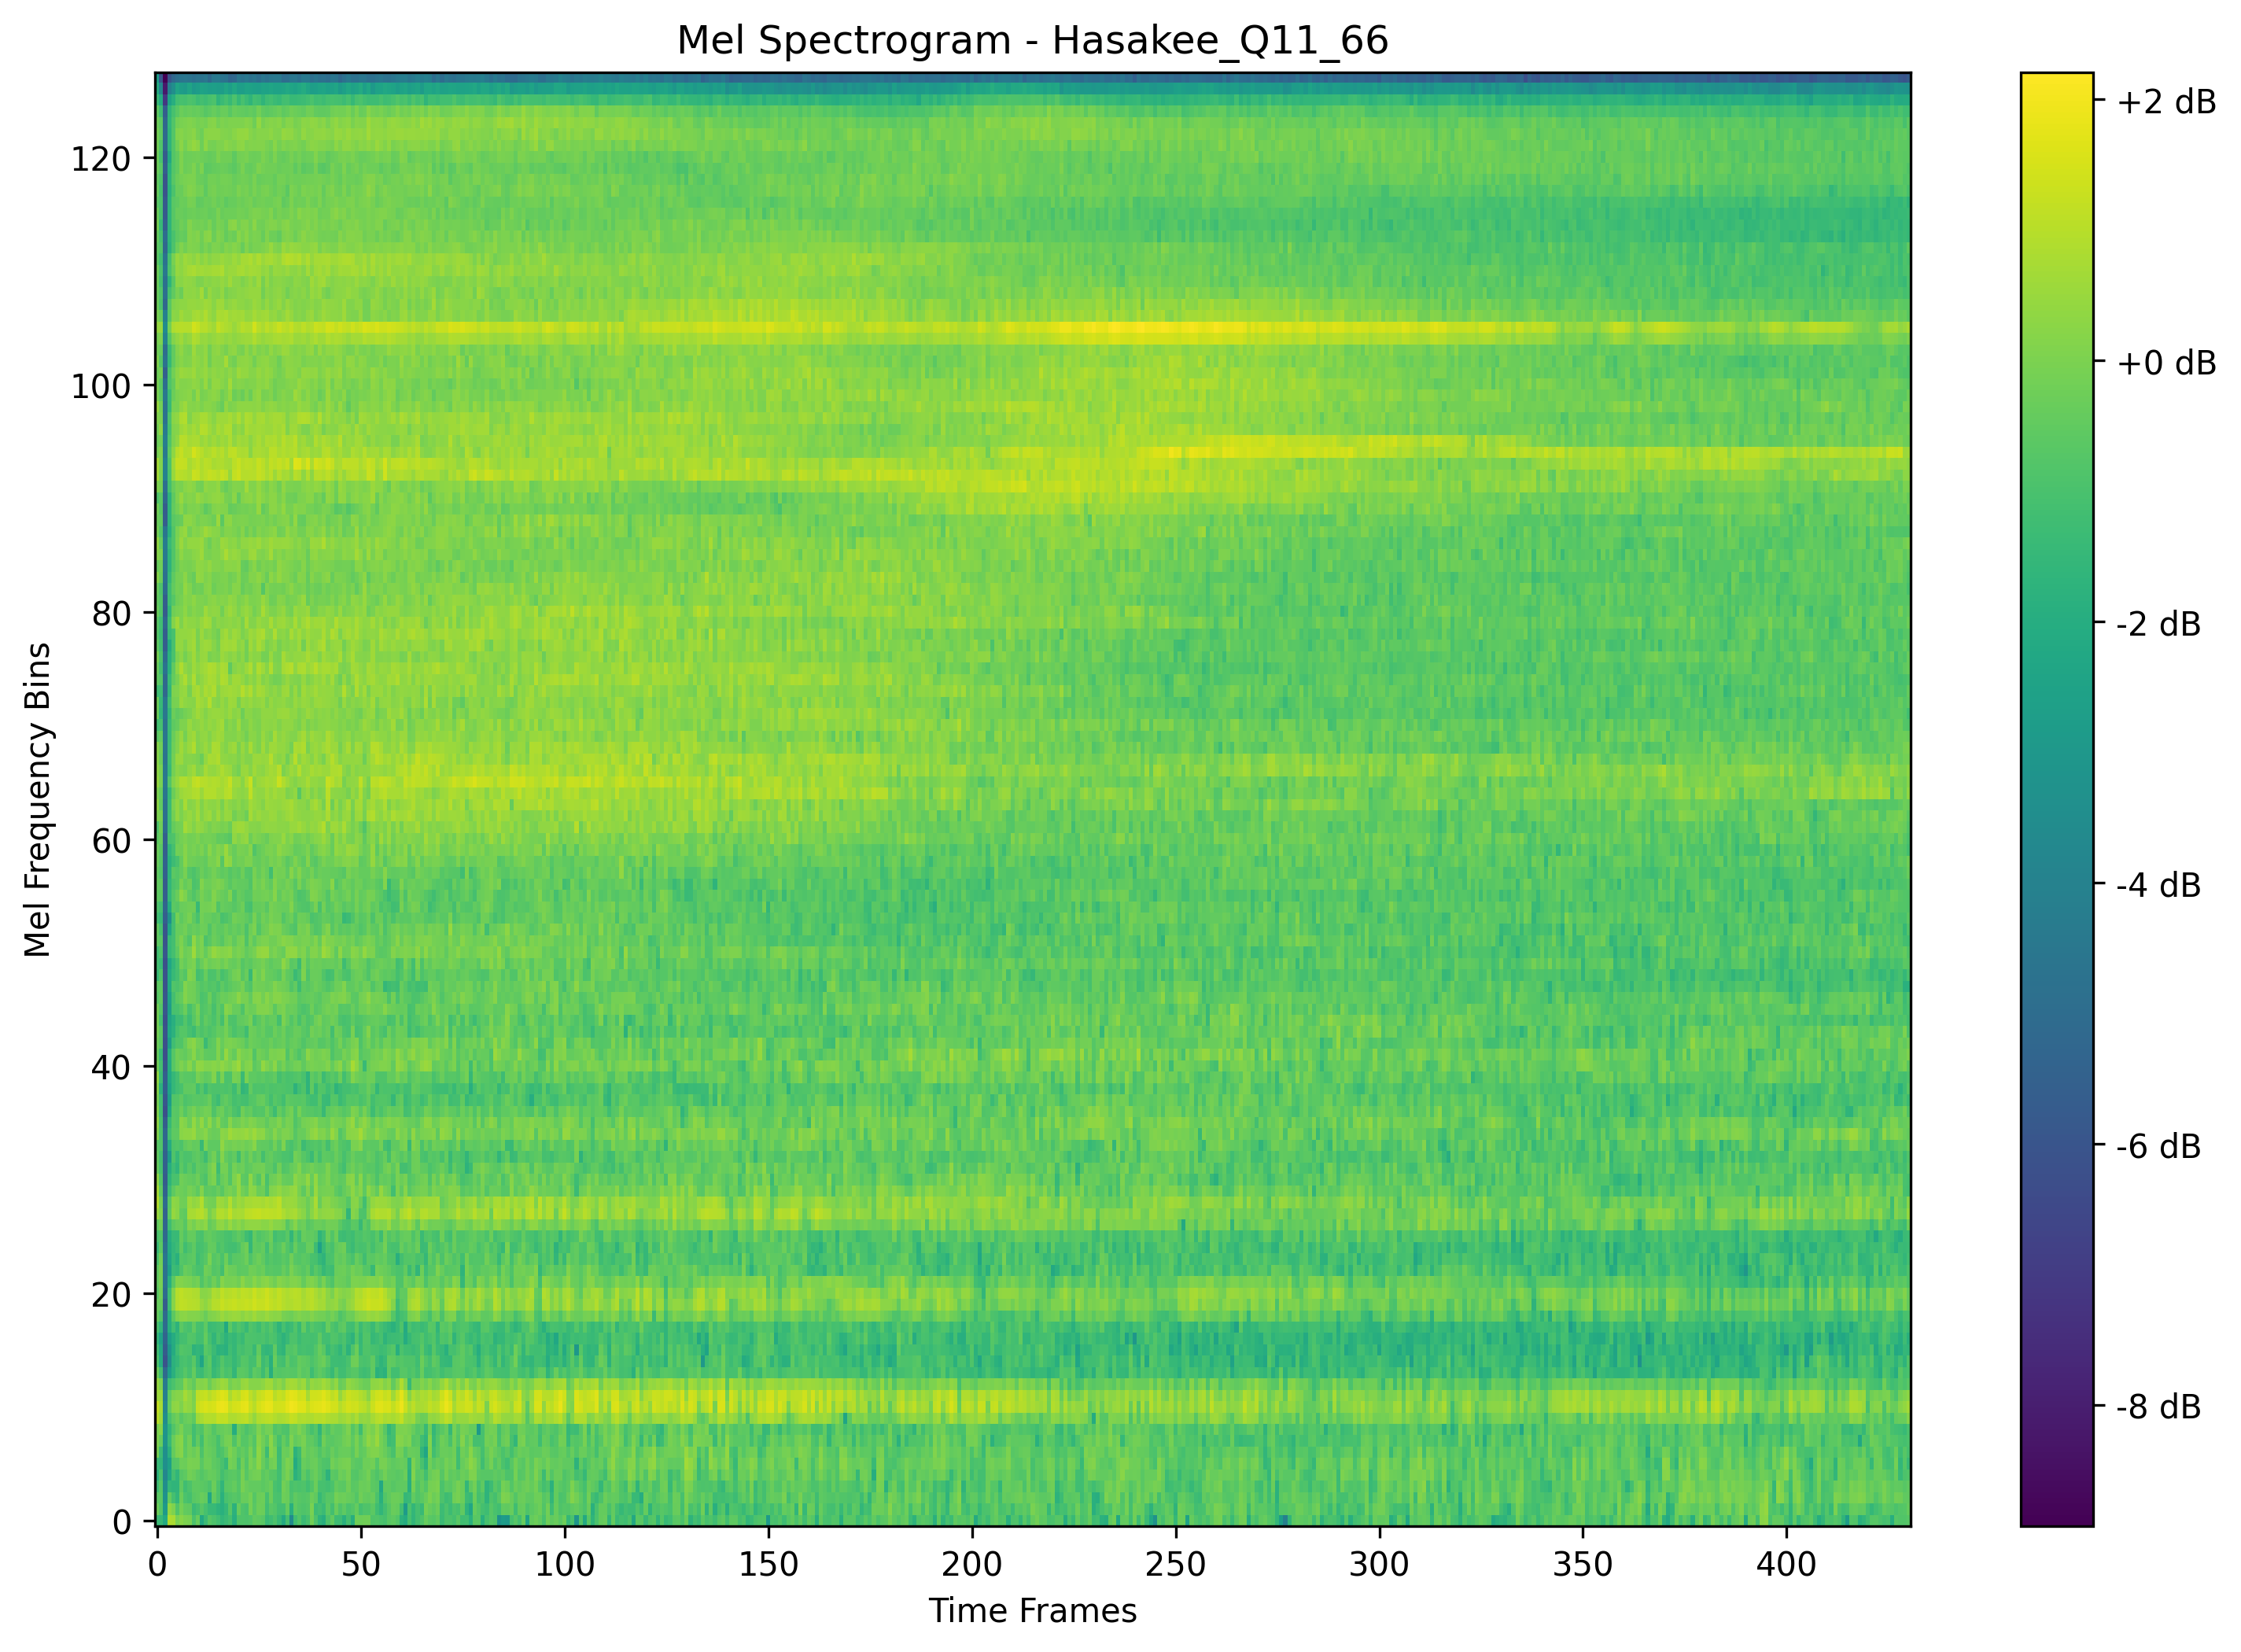 Mel Spectrogram - Hasakee_Q11_66
Mel Frequency Bins
120
100
80
60
40
20
0
0 50 100 150 200 250 300 350 400
Time Frames
+2 dB
+0 dB
-2 dB
-4 dB
-6 dB
-8 dB